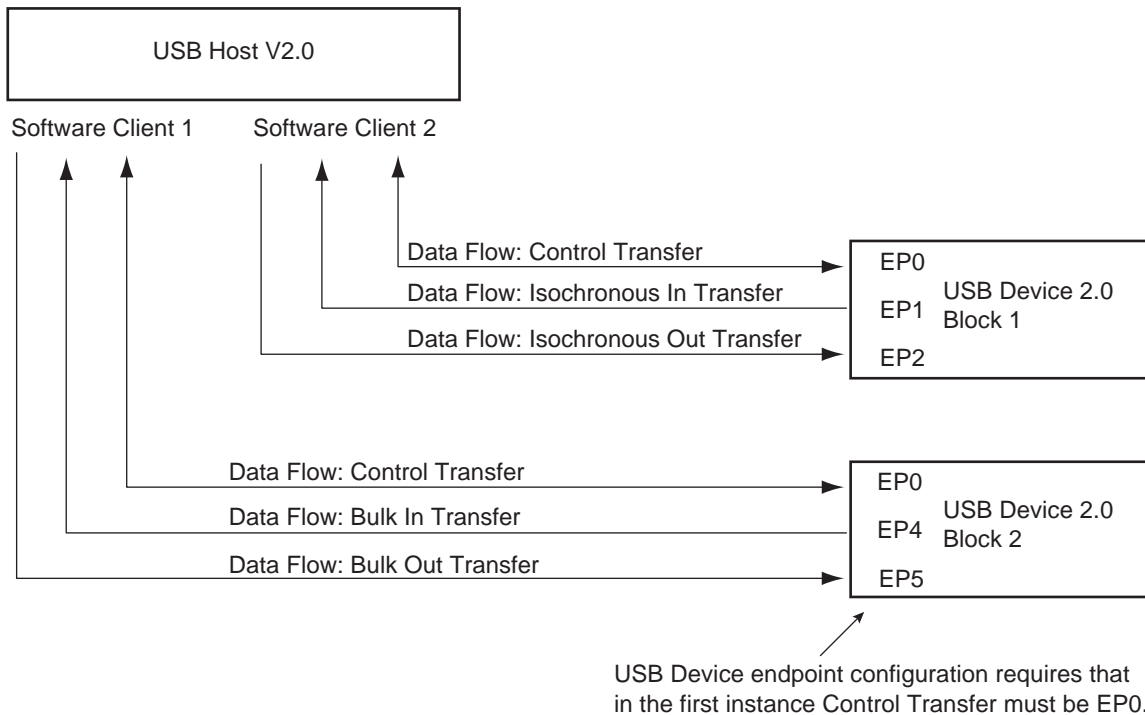 USB Host V2.0
Software Client 1
Software Client 2
Data Flow: Control Transfer
Data Flow: Isochronous In Transfer
Data Flow: Isochronous Out Transfer
EP0
EP1
EP2
USB Device 2.0
Block 1
Data Flow: Control Transfer
Data Flow: Bulk In Transfer
Data Flow: Bulk Out Transfer
EP0
EP4
EP5
USB Device 2.0
Block 2
USB Device endpoint configuration requires that
in the first instance Control Transfer must be EP0.